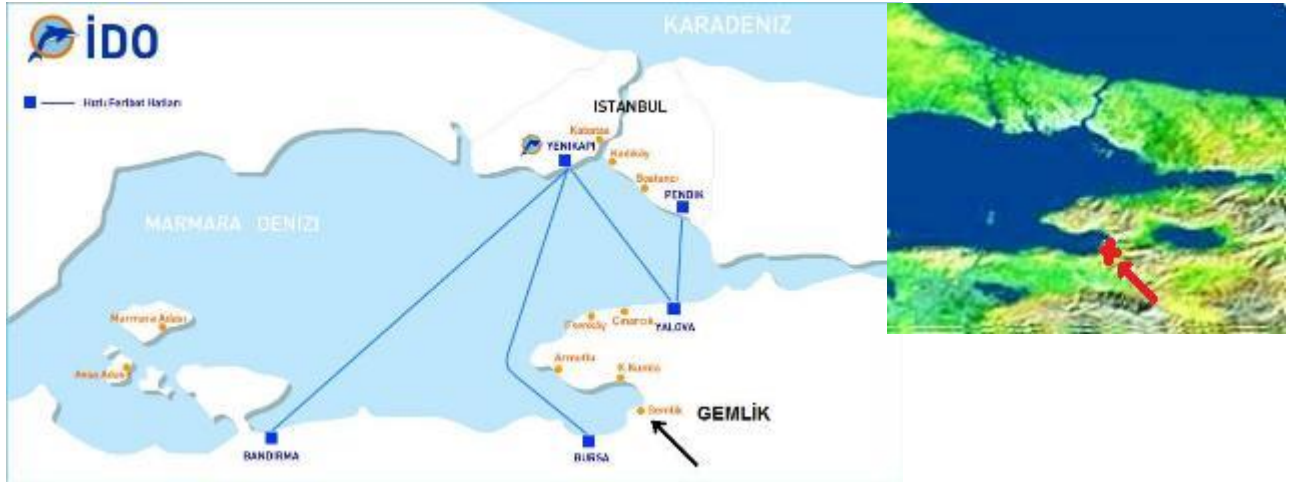 İDO
KARADENİZ
Hızlı Feribot Hatları
ISTANBUL
Kabataş
YENIKAPI
Kadıköy
Bostancı
PENDIK
MARMARA DENİZİ
Marmara Adası
Avşa Adası
Esenköy
Çınarcık
YALOVA
Armutlu
K.Kumla
Gemlik
GEMLİK
BANDIRMA
BURSA